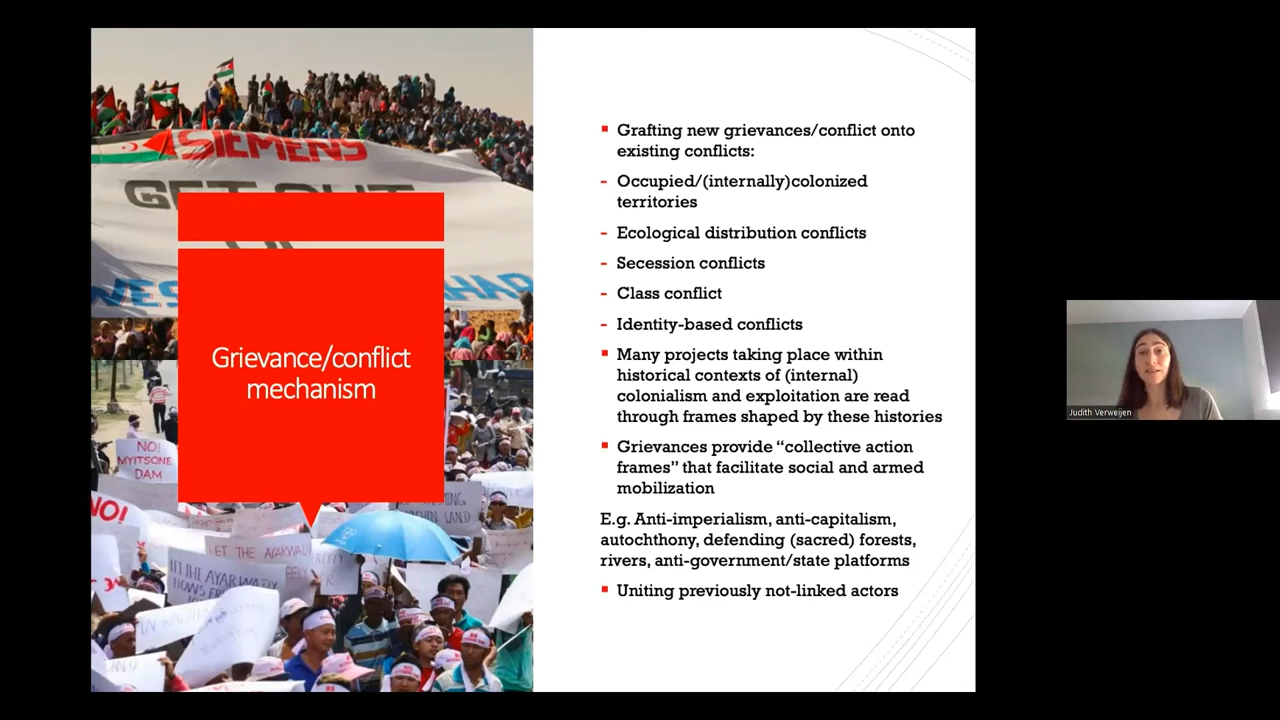 SIEMENS
GET OUT
OF
Grievance/conflict
mechanism
NO!
MYITSONE
DAM
NO!
LET THE AYARWADY
LET THE AYARWADY
Grafting new grievances/conflict onto
existing conflicts:
- Occupied/(internally)colonized
territories
- Ecological distribution conflicts
- Secession conflicts
- Class conflict
- Identity-based conflicts
Many projects taking place within
historical contexts of (internal)
colonialism and exploitation are read
through frames shaped by these histories
Grievances provide “collective action
frames” that facilitate social and armed
mobilization
E.g. Anti-imperialism, anti-capitalism,
autochthony, defending (sacred) forests,
rivers, anti-government/state platforms
Uniting previously not-linked actors
Judith Verweijen